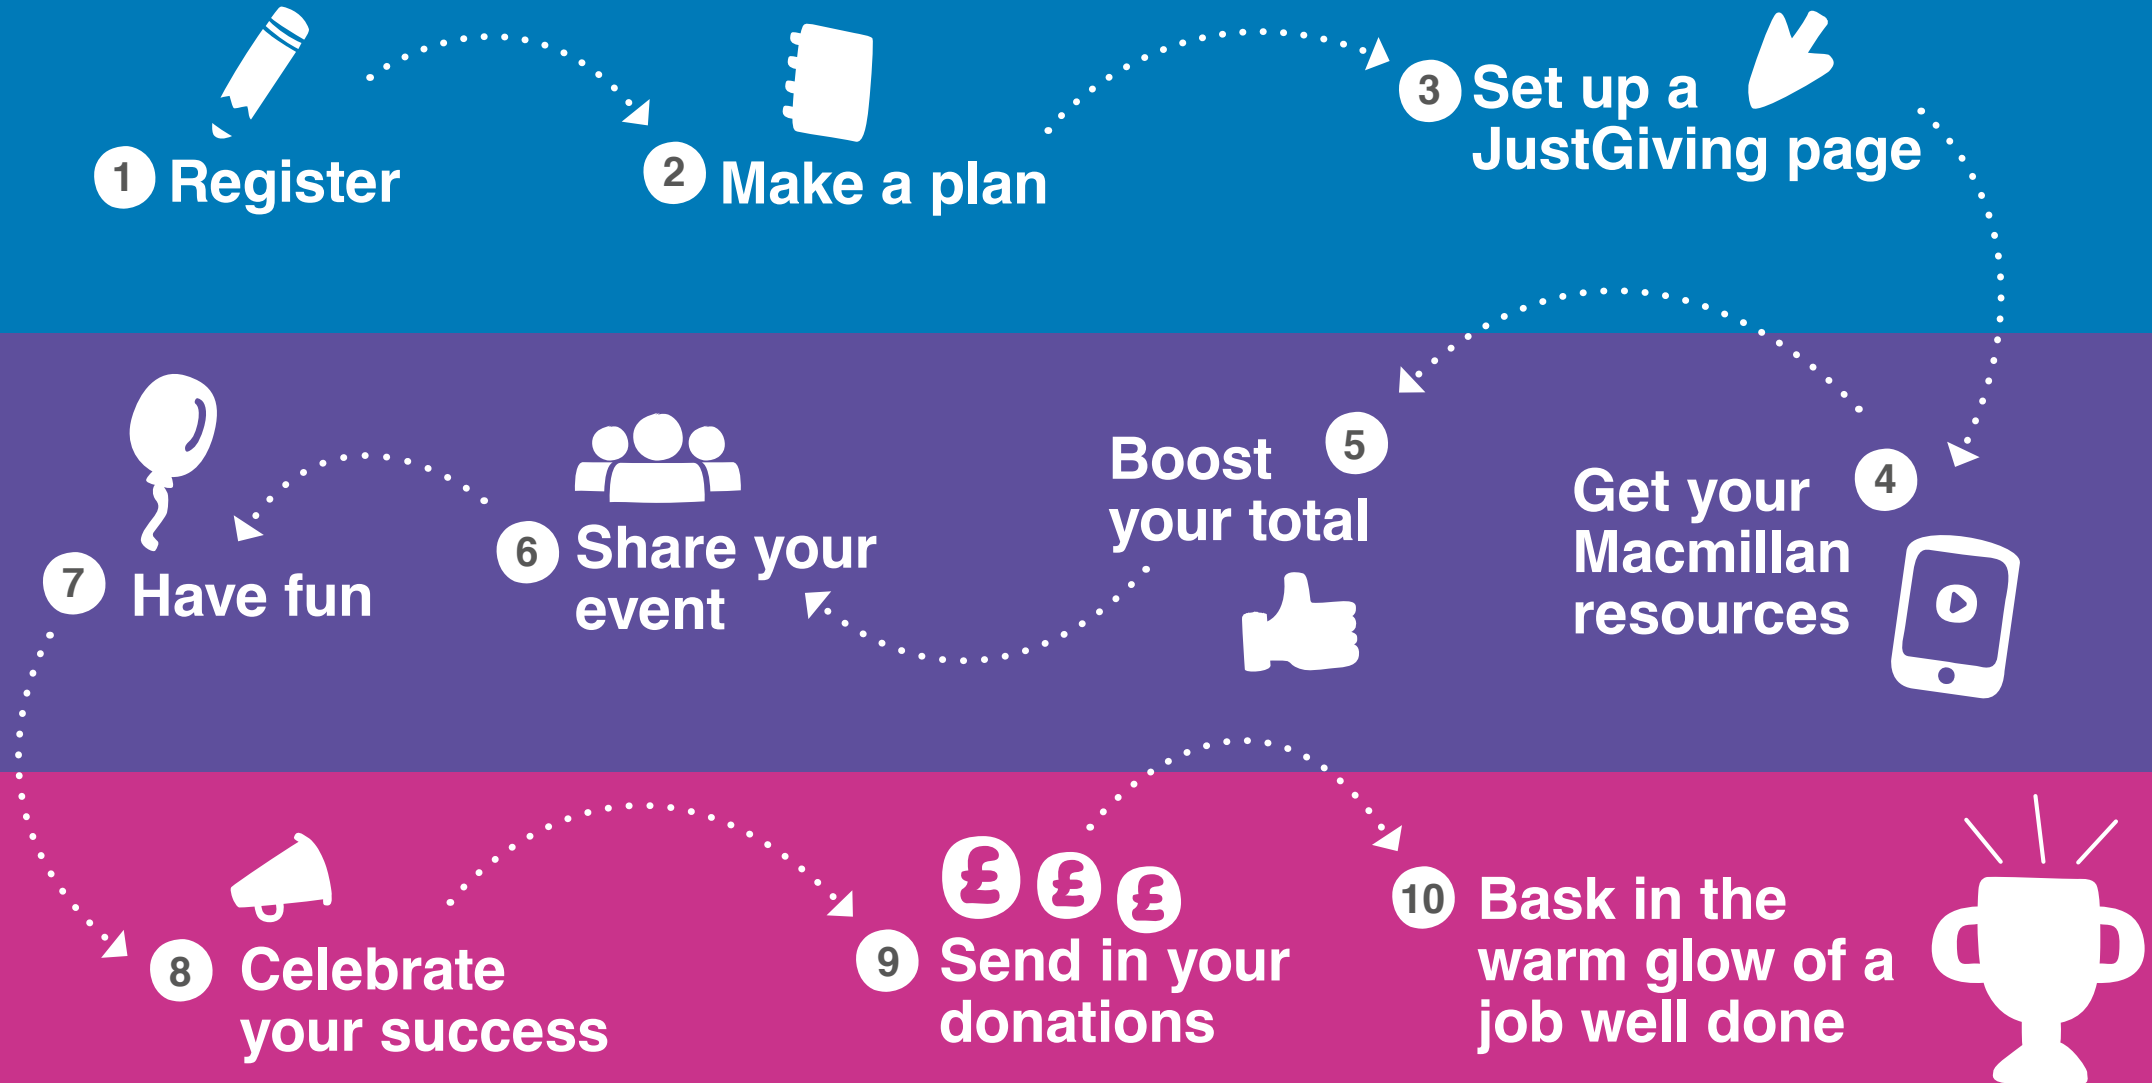 1 Register
2 Make a plan
3 Set up a
JustGiving page
4
Get your
Macmillan
resources
5
Boost
your total
6 Share your
event
7 Have fun
8 Celebrate
your success
£ £ £
9 Send in your
donations
10 Bask in the
warm glow of a
job well done